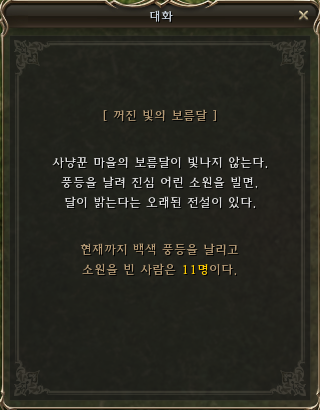 대화
[ 꺼진 빛의 보름달 ]
사냥꾼 마을의 보름달이 빛나지 않는다.
풍등을 날려 진심 어린 소원을 빌면,
달이 밝는다는 오래된 전설이 있다.
현재까지 백색 풍등을 날리고
소원을 빈 사람은 11명이다.